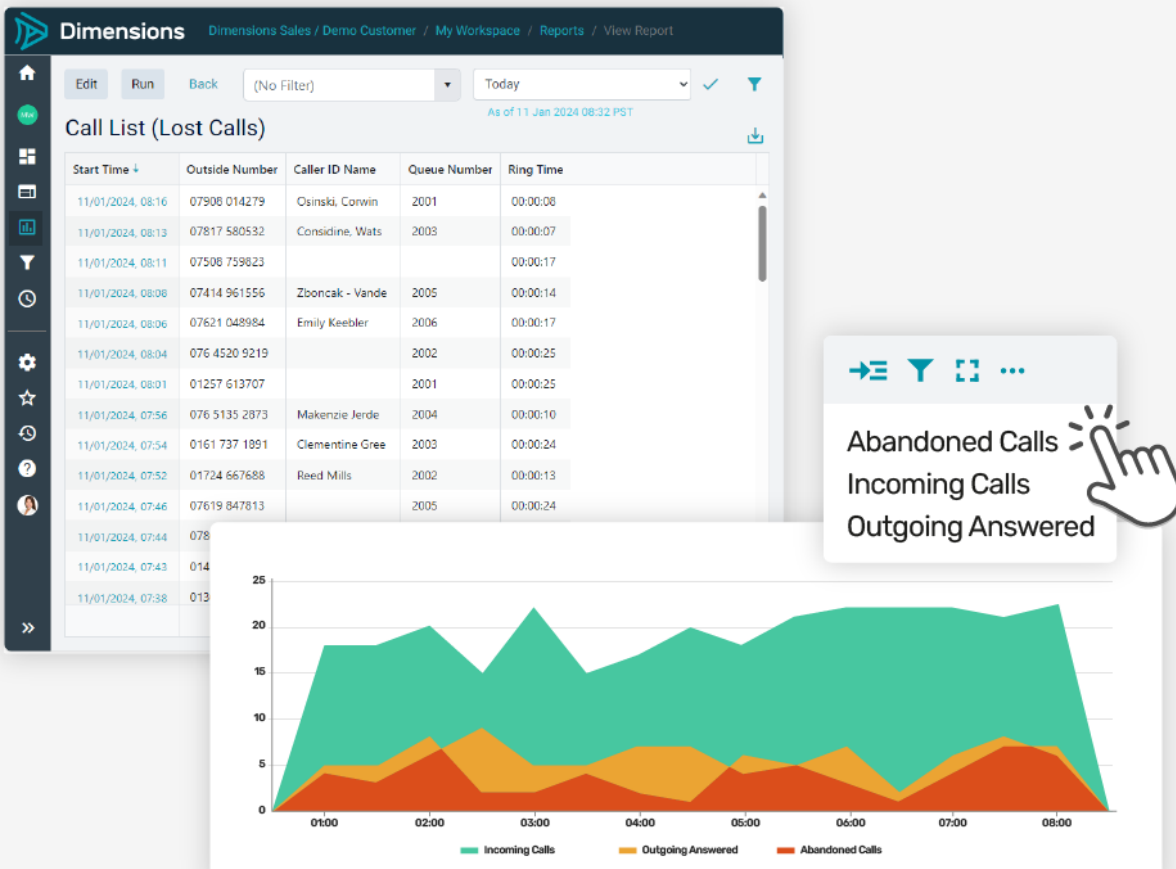 Dimensions Dimensions Sales / Demo Customer / My Workspace / Reports / View Report
Edit Run Back (No Filter) Today
As of 11 Jan 2024 08:32 PST
Call List (Lost Calls)
Start Time Outside Number Caller ID Name Queue Number Ring Time
11/01/2024, 08:16 07908 014279 Osinski, Corwin 2001 00:00:08
11/01/2024, 08:13 07817 580532 Considine, Wats 2003 00:00:07
11/01/2024, 08:11 07508 759823 00:00:17
11/01/2024, 08:08 07414 961556 Zboncak - Vande 2005 00:00:14
11/01/2024, 08:06 07621 048984 Emily Keebler 2006 00:00:17
11/01/2024, 08:04 076 4520 9219 2002 00:00:25
11/01/2024, 08:01 01257 613707 2001 00:00:25
11/01/2024, 07:56 076 5135 2873 Makenzie Jerde 2004 00:00:10
11/01/2024, 07:54 0161 737 1891 Clementine Gree 2003 00:00:24
11/01/2024, 07:52 01724 667688 Reed Mills 2002 00:00:13
11/01/2024, 07:46 07619 847813 2005 00:00:24
11/01/2024, 07:44 078
11/01/2024, 07:43 014
11/01/2024, 07:38 013
Abandoned Calls
Incoming Calls
Outgoing Answered
25
20
15
10
5
0
01:00 02:00 03:00 04:00 05:00 06:00 07:00 08:00
Incoming Calls Outgoing Answered Abandoned Calls